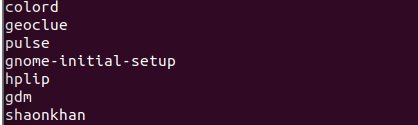 colord
geoclue
pulse
gnome-initial-setup
hplip
gdm
shaonkhan